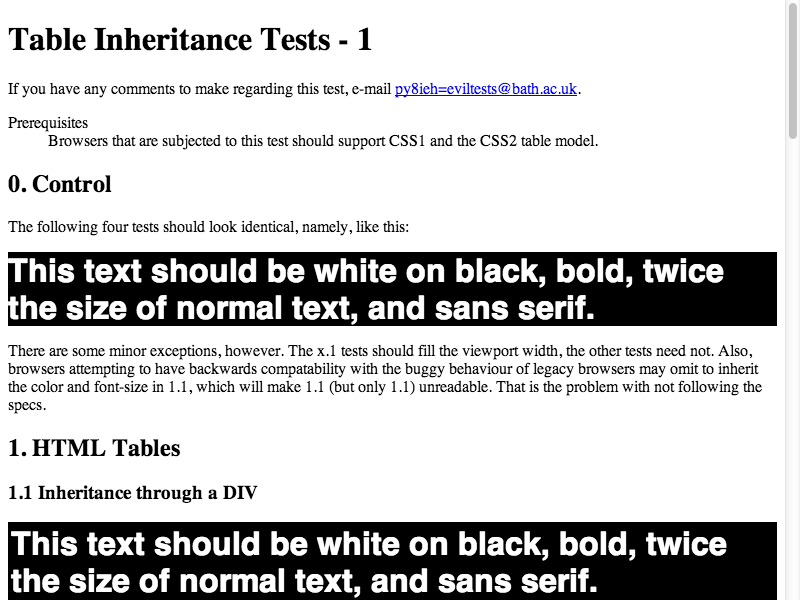 Table Inheritance Tests - 1
If you have any comments to make regarding this test, e-mail py8ieh=eviltests@bath.ac.uk.
Prerequisites
Browsers that are subjected to this test should support CSS1 and the CSS2 table model.
0. Control
The following four tests should look identical, namely, like this:
This text should be white on black, bold, twice
the size of normal text, and sans serif.
There are some minor exceptions, however. The x.1 tests should fill the viewport width, the other tests need not. Also,
browsers attempting to have backwards compatability with the buggy behaviour of legacy browsers may omit to inherit
the color and font-size in 1.1, which will make 1.1 (but only 1.1) unreadable. That is the problem with not following the
specs.
1. HTML Tables
1.1 Inheritance through a DIV
This text should be white on black, bold, twice
the size of normal text, and sans serif.